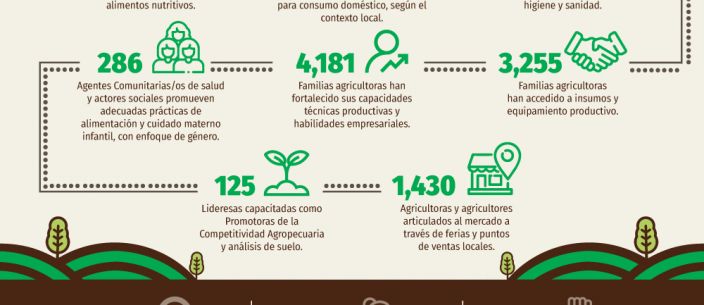 alimentos nutritivos.
para consumo doméstico, según el
contexto local.
higiene y sanidad.
286
Agentes Comunitarias/os de salud
y actores sociales promueven
adecuadas prácticas de
alimentación y cuidado materno
infantil, con enfoque de género.
4,181
Familias agricultoras han
fortalecido sus capacidades
técnicas productivas y
habilidades empresariales.
3,255
Familias agricultoras
han accedido a insumos y
equipamiento productivo.
125
Lideresas capacitadas como
Promotoras de la
Competitividad Agropecuaria
y análisis de suelo.
1,430
Agricultoras y agricultores
articulados al mercado a
través de ferias y puntos
de ventas locales.